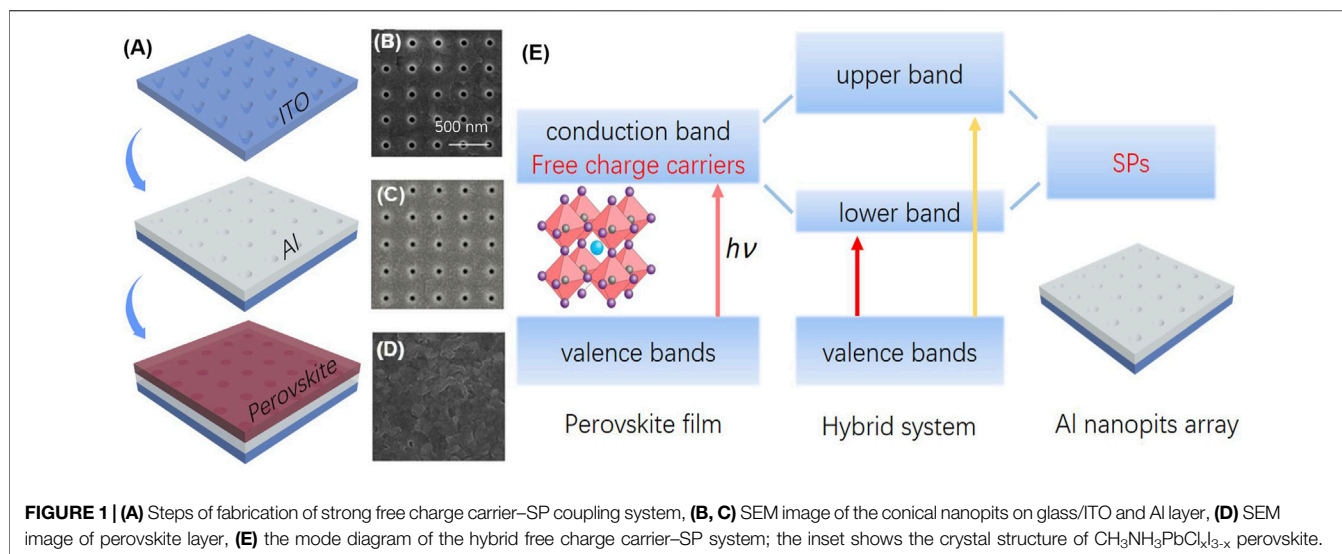 (A)
ITO
Al
Perovskite
(B)
500 nm
(C)
(D)
(E)
conduction band
Free charge carriers
hν
valence bands
Perovskite film
upper band
lower band
valence bands
Hybrid system
SPs
Al nanopits array
FIGURE 1 | (A) Steps of fabrication of strong free charge carrier–SP coupling system, (B, C) SEM image of the conical nanopits on glass/ITO and Al layer, (D) SEM
image of perovskite layer, (E) the mode diagram of the hybrid free charge carrier–SP system; the inset shows the crystal structure of CH₃NH₃PbClₓI₃₋ₓ perovskite.